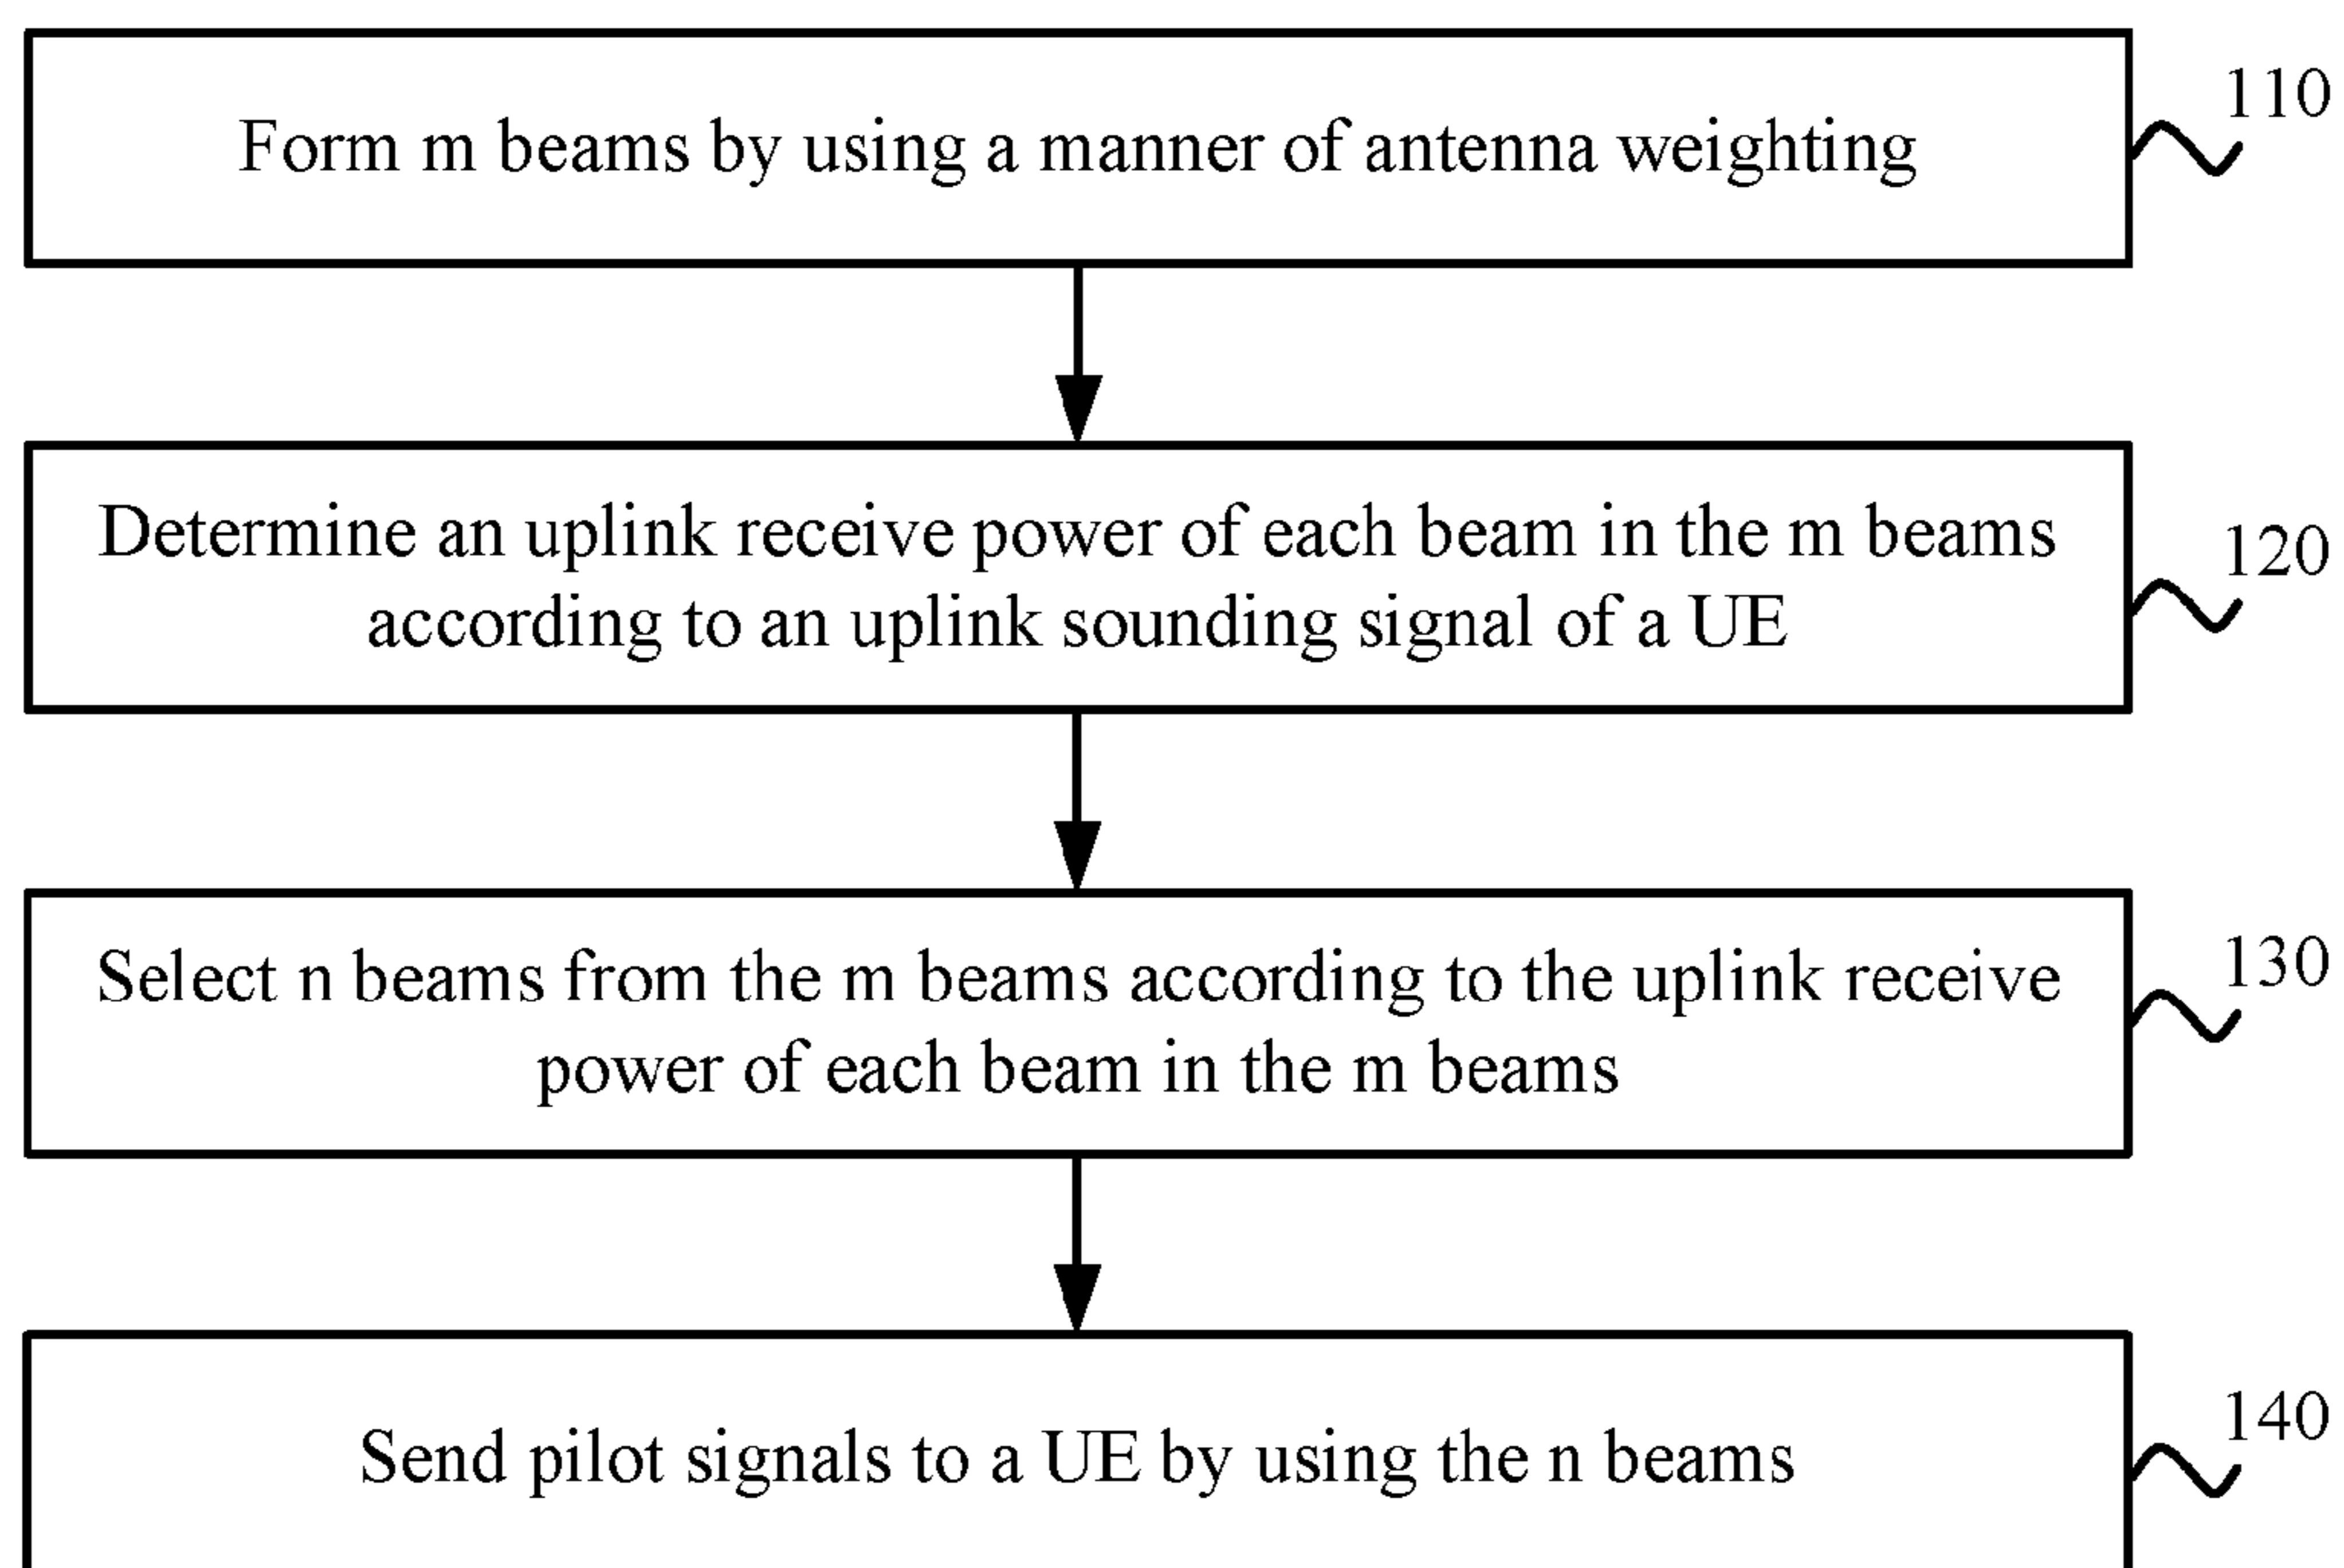 110
Form m beams by using a manner of antenna weighting
Determine an uplink receive power of each beam in the m beams
120
according to an uplink sounding signal of a UE
130
Select n beams from the m beams according to the uplink receive
power of each beam in the m beams
140
Send pilot signals to a UE by using the n beams